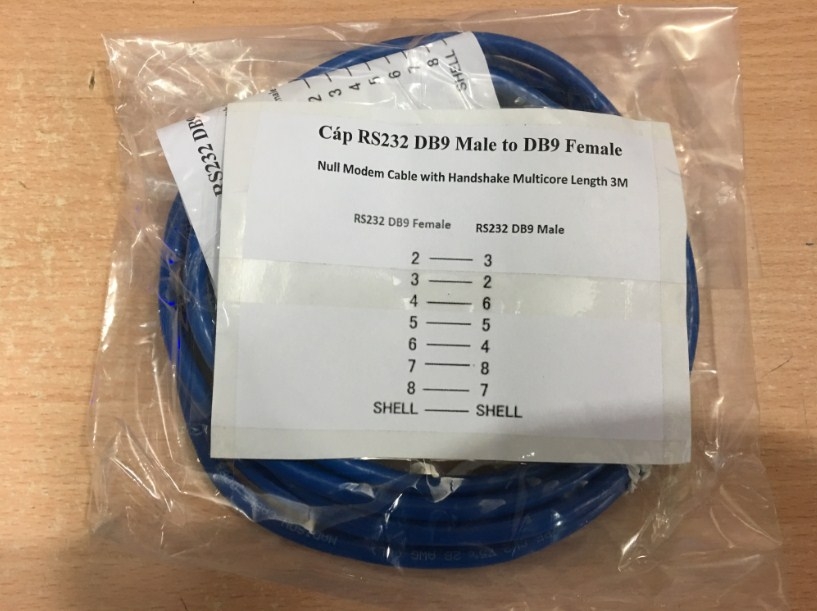 Cáp RS232 DB9 Male to DB9 Female
Null Modem Cable with Handshake Multicore Length 3M
RS232 DB9 Female RS232 DB9 Male
2 —— 3
3 —— 2
4 —— 6
5 —— 5
6 —— 4
7 —— 8
8 —— 7
SHELL —— SHELL
RS232 DB
2
3
4
5
6
7
8
SHELL